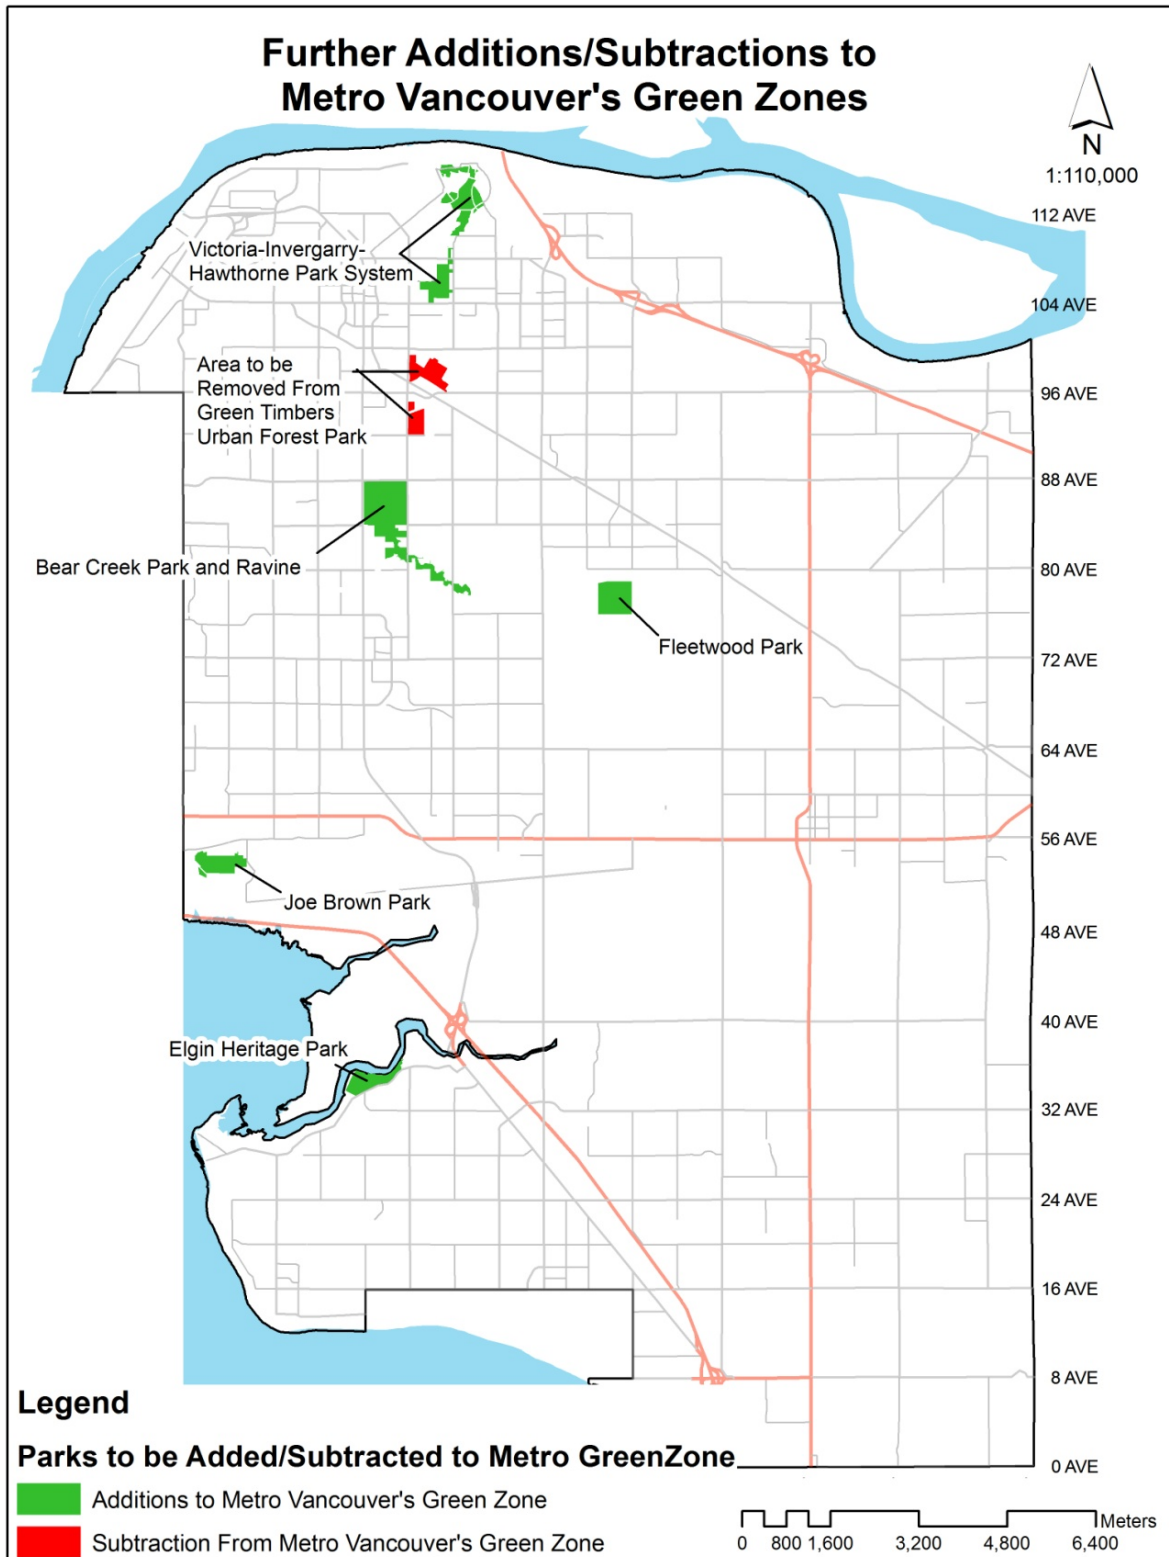 Further Additions/Subtractions to
Metro Vancouver's Green Zones
N
1:110,000
112 AVE
Victoria-Invergarry-
Hawthorne Park System
104 AVE
Area to be
Removed From
Green Timbers
Urban Forest Park
96 AVE
88 AVE
Bear Creek Park and Ravine
80 AVE
Fleetwood Park
72 AVE
64 AVE
56 AVE
Joe Brown Park
48 AVE
40 AVE
Elgin Heritage Park
32 AVE
24 AVE
16 AVE
8 AVE
Legend
Parks to be Added/Subtracted to Metro GreenZone
0 AVE
Additions to Metro Vancouver's Green Zone
Subtraction From Metro Vancouver's Green Zone
Meters
0 800 1,600 3,200 4,800 6,400